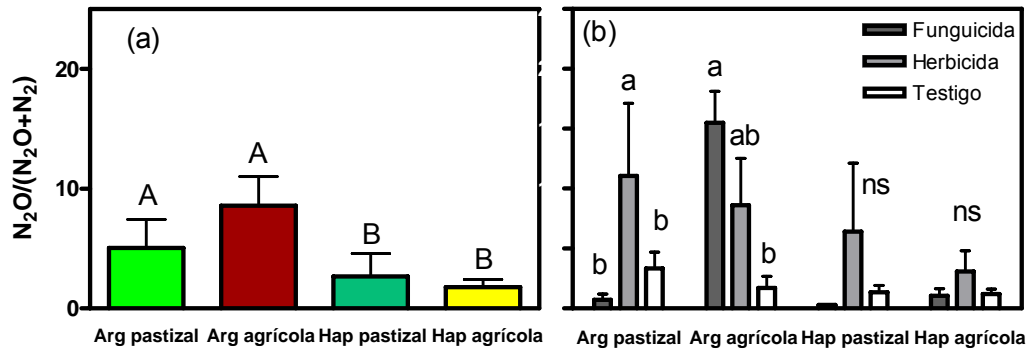 (a)
N₂O/(N₂O+N₂)
20
10
0
A
A
B
B
Arg pastizal Arg agrícola Hap pastizal Hap agrícola
(b)
Funguicida
Herbicida
Testigo
b
a
b
a
ab
b
ns
ns
Arg pastizal Arg agrícola Hap pastizal Hap agrícola